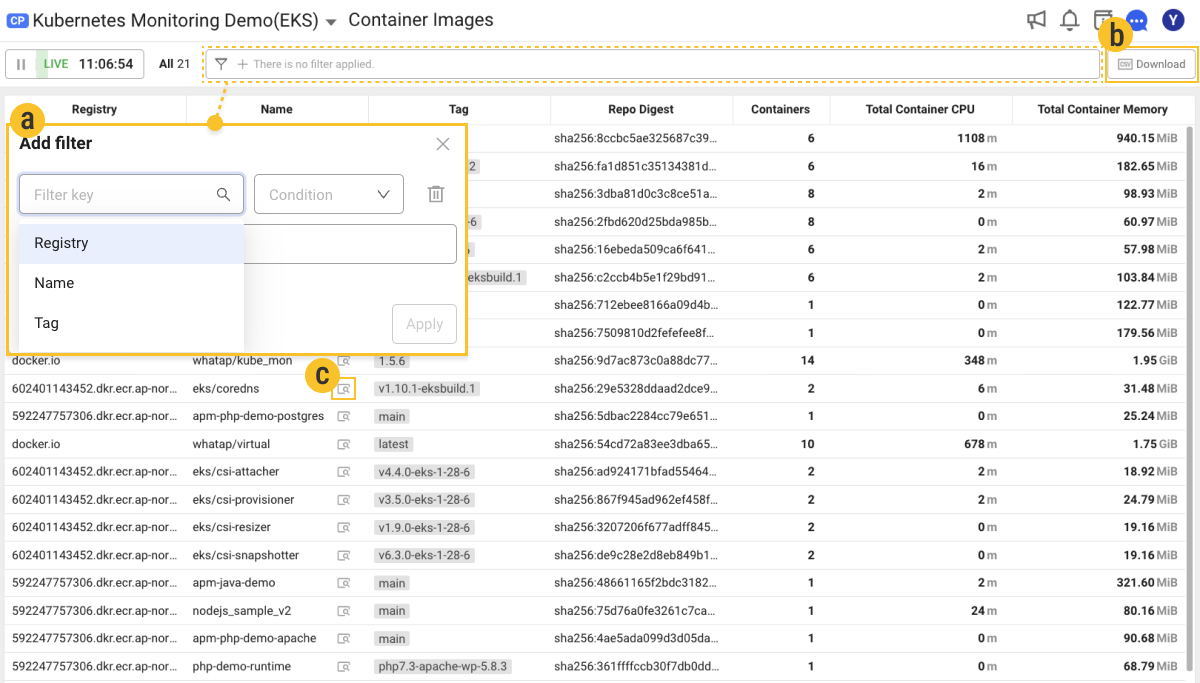 CP Kubernetes Monitoring Demo(EKS) Container Images Y
LIVE 11:06:54 All 21 There is no filter applied. b CSV Download
Registry Name Tag Repo Digest Containers Total Container CPU Total Container Memory
a
Add filter
Filter key Condition
Registry
Name
Tag
Apply
sha256:8ccbc5ae325687c39... 6 1108 m 940.15 MiB
2 sha256:fa1d851c35134381d... 6 16 m 182.65 MiB
sha256:3dba81d0c3c8ce51a... 8 2 m 98.93 MiB
-6 sha256:2fbd620d25bda985b... 8 0 m 60.97 MiB
sha256:16ebeda509ca6f641... 6 2 m 57.98 MiB
eksbuild.1 sha256:c2ccb4b5e1f29bd91... 6 2 m 103.84 MiB
sha256:712ebee8166a09d4b... 1 0 m 122.77 MiB
sha256:7509810d2fefefee8f... 1 0 m 179.56 MiB
docker.io whatap/kube_mon 1.5.6 sha256:9d7ac873c0a88dc77... 14 348 m 1.95 GiB
c
602401143452.dkr.ecr.ap-nor... eks/coredns v1.10.1-eksbuild.1 sha256:29e5328ddaad2dce9... 2 6 m 31.48 MiB
592247757306.dkr.ecr.ap-nor... apm-php-demo-postgres main sha256:5dbac2284cc79e651... 1 0 m 25.24 MiB
docker.io whatap/virtual latest sha256:54cd72a83ee3dba65... 10 678 m 1.75 GiB
602401143452.dkr.ecr.ap-nor... eks/csi-attacher v4.4.0-eks-1-28-6 sha256:ad924171bfad55464... 2 2 m 18.92 MiB
602401143452.dkr.ecr.ap-nor... eks/csi-provisioner v3.5.0-eks-1-28-6 sha256:867f945ad962ef458f... 2 2 m 24.79 MiB
602401143452.dkr.ecr.ap-nor... eks/csi-resizer v1.9.0-eks-1-28-6 sha256:3207206f677adff845... 2 0 m 19.16 MiB
602401143452.dkr.ecr.ap-nor... eks/csi-snapshotter v6.3.0-eks-1-28-6 sha256:de9c28e2d8eb849b1... 2 0 m 19.16 MiB
592247757306.dkr.ecr.ap-nor... apm-java-demo main sha256:48661165f2bdc3182... 1 2 m 321.60 MiB
592247757306.dkr.ecr.ap-nor... nodejs_sample_v2 main sha256:75d76a0fe3261c7ca... 1 24 m 80.16 MiB
592247757306.dkr.ecr.ap-nor... apm-php-demo-apache main sha256:4ae5ada099d3d05da... 1 0 m 90.68 MiB
592247757306.dkr.ecr.ap-nor... php-demo-runtime php7.3-apache-wp-5.8.3 sha256:361ffffccb30f7db0dd... 1 0 m 68.79 MiB